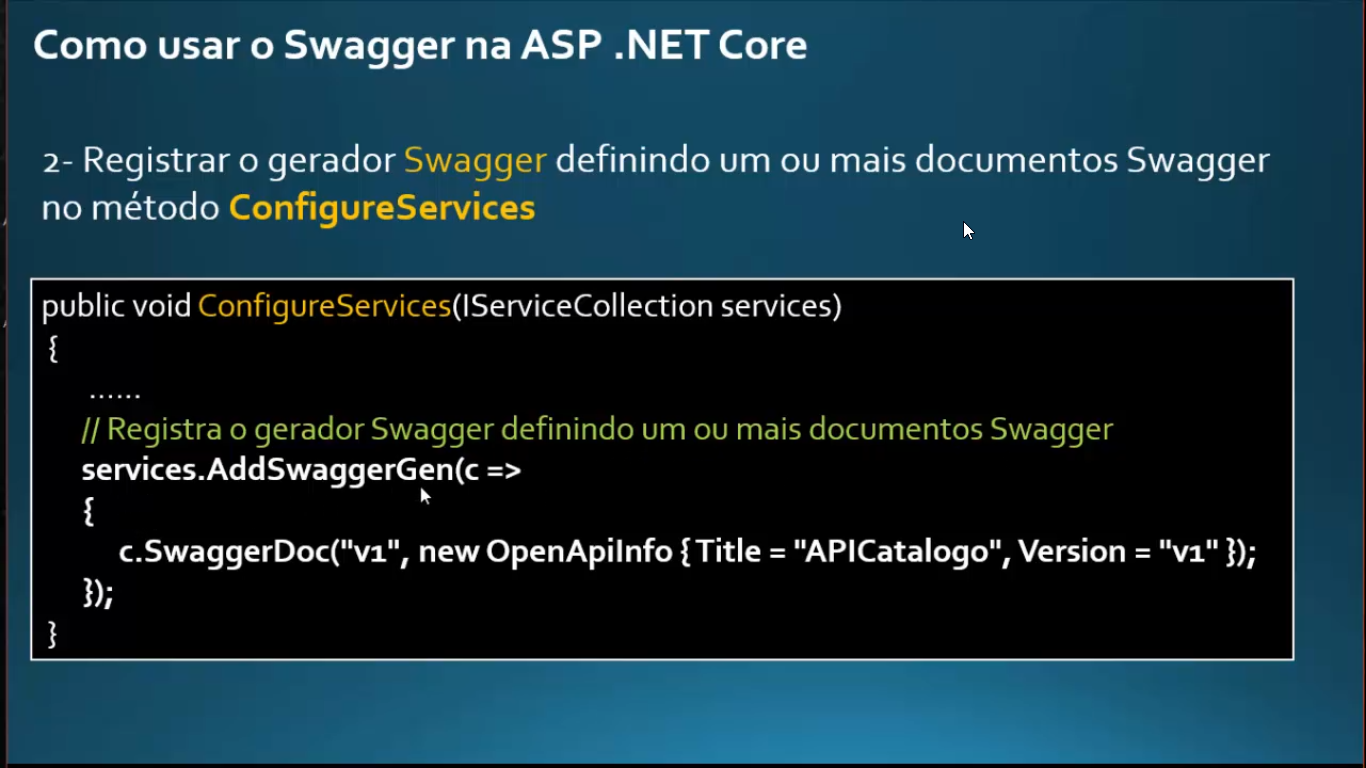 Como usar o Swagger na ASP .NET Core
2- Registrar o gerador Swagger definindo um ou mais documentos Swagger
no método ConfigureServices
public void ConfigureServices(IServiceCollection services)
{
......
// Registra o gerador Swagger definindo um ou mais documentos Swagger
services.AddSwaggerGen(c =>
{
c.SwaggerDoc("v1", new OpenApiInfo { Title = "APICatalogo", Version = "v1" });
});
}